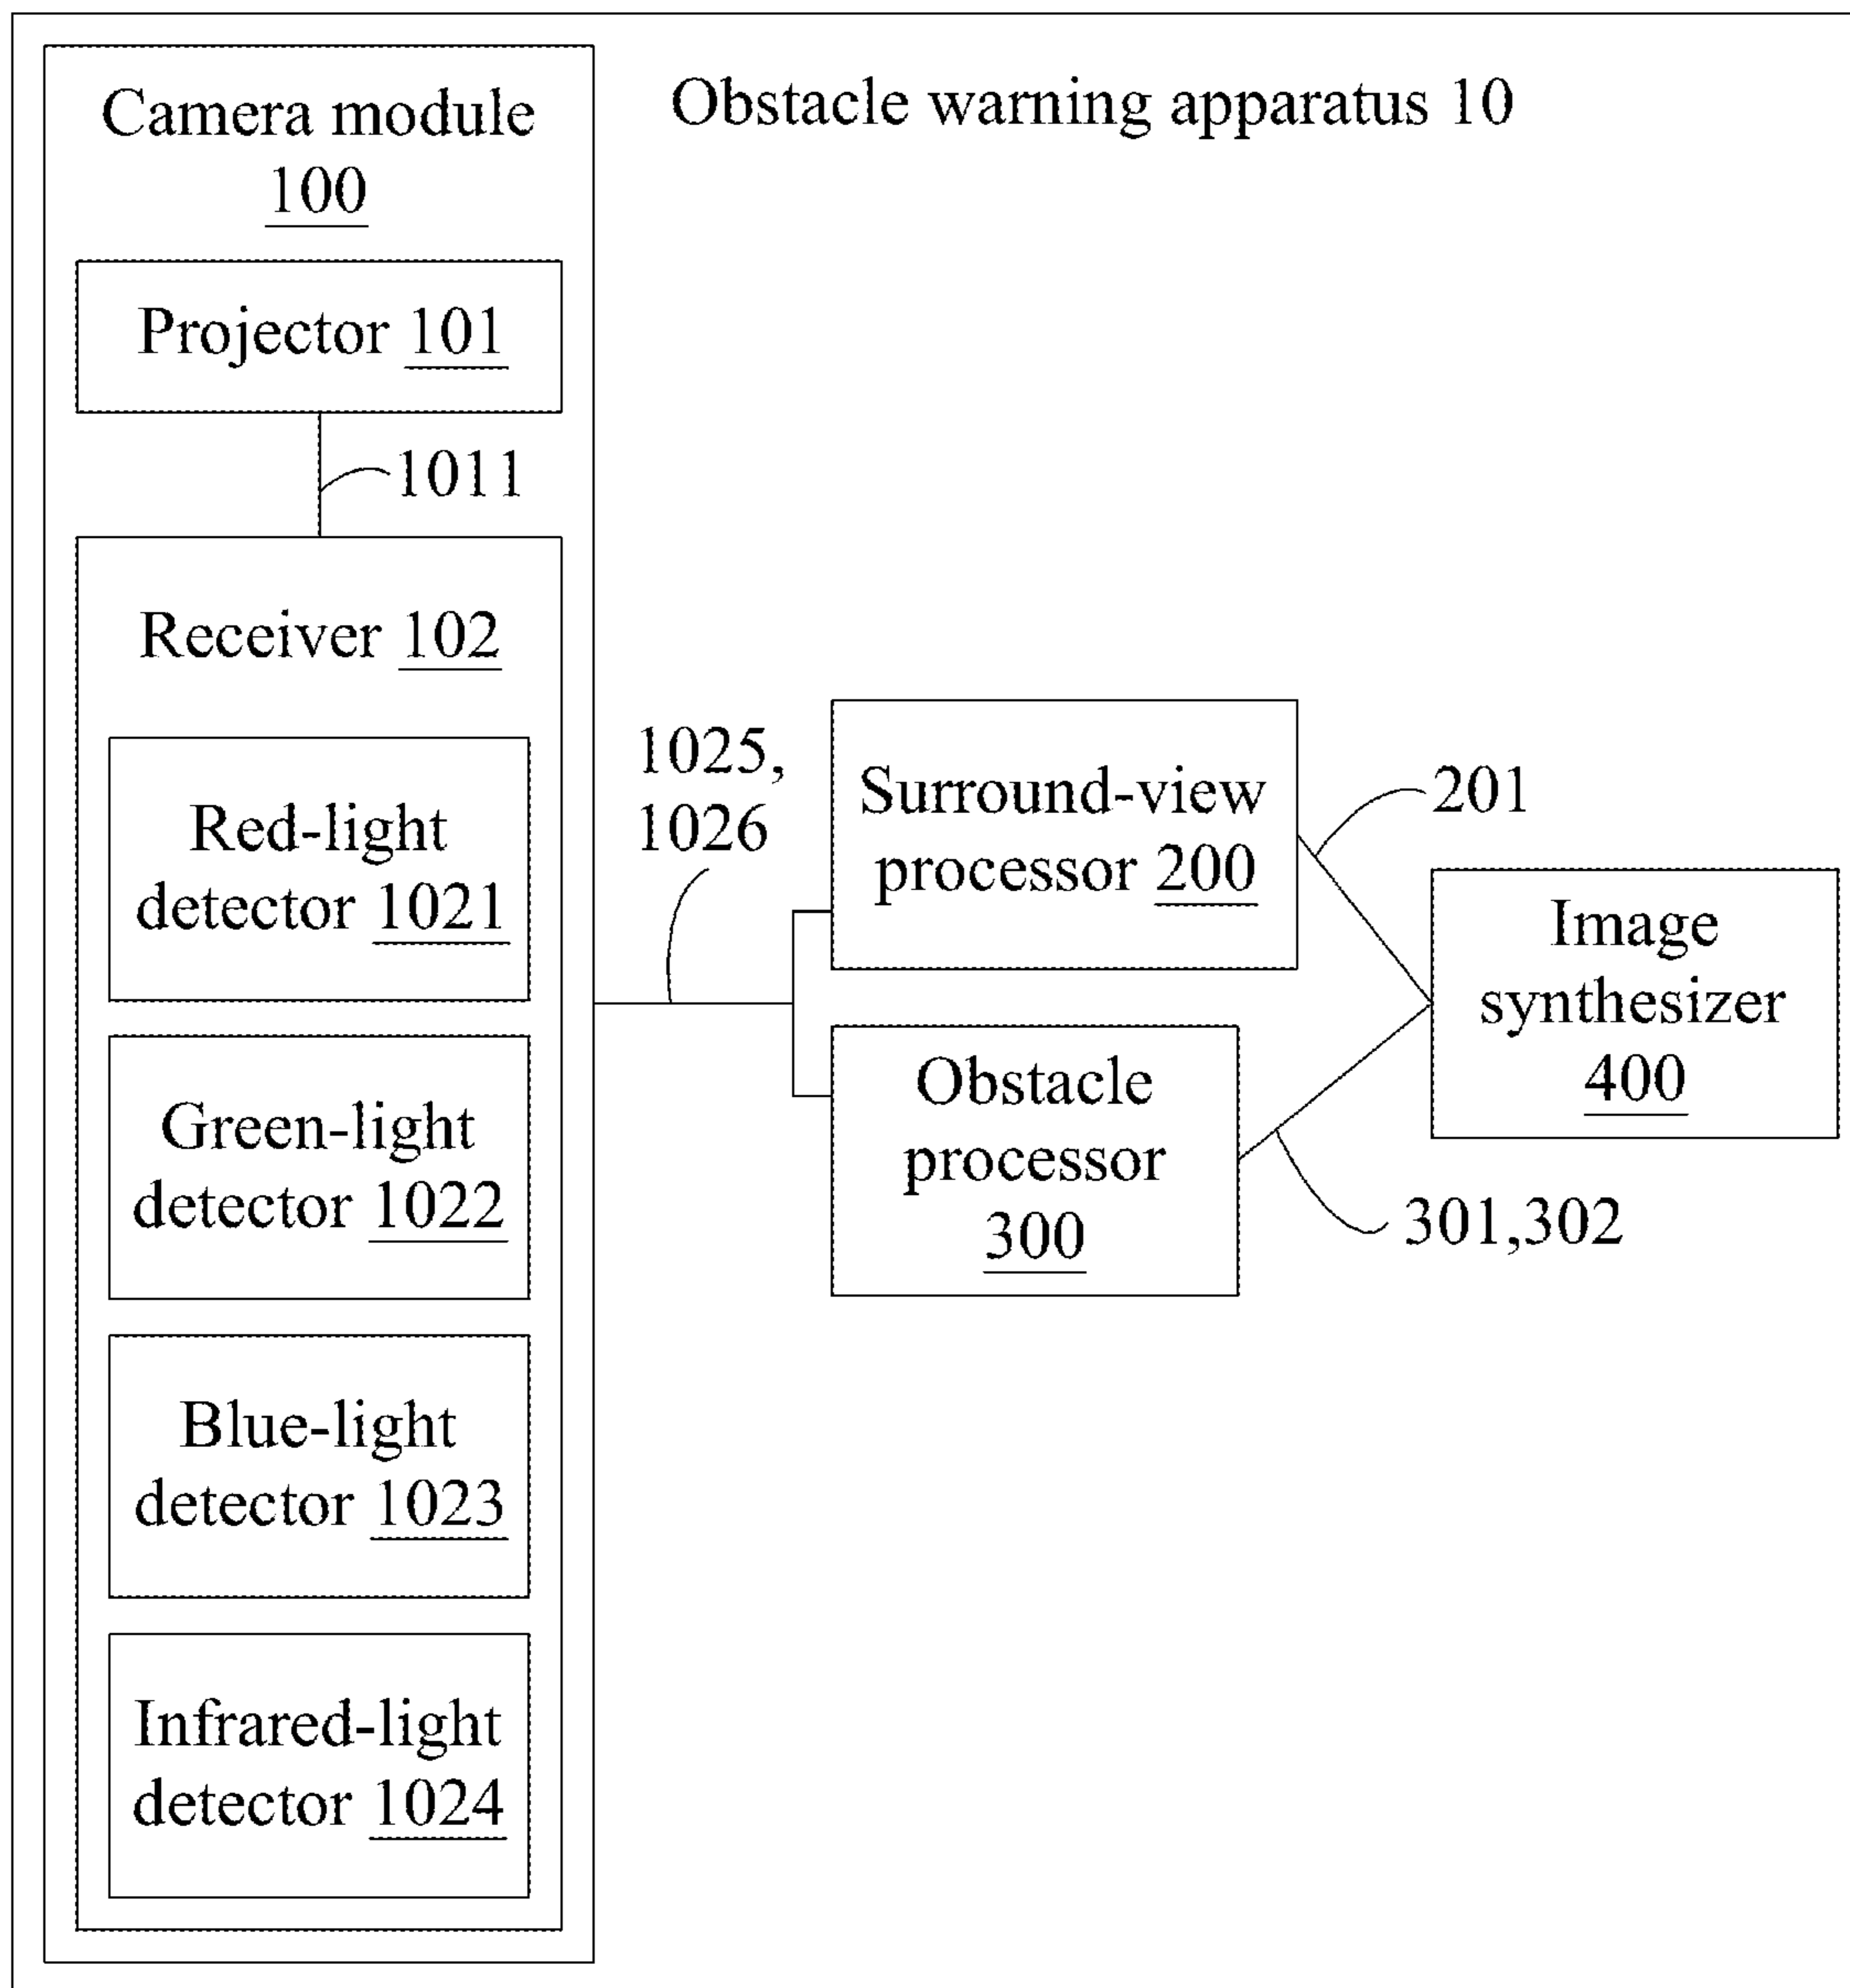 Obstacle warning apparatus 10
Camera module
100
Projector 101
1011
Receiver 102
Red-light
detector 1021
Green-light
detector 1022
Blue-light
detector 1023
Infrared-light
detector 1024
1025,
1026
Surround-view
processor 200
Obstacle
processor
300
201
301,302
Image
synthesizer
400